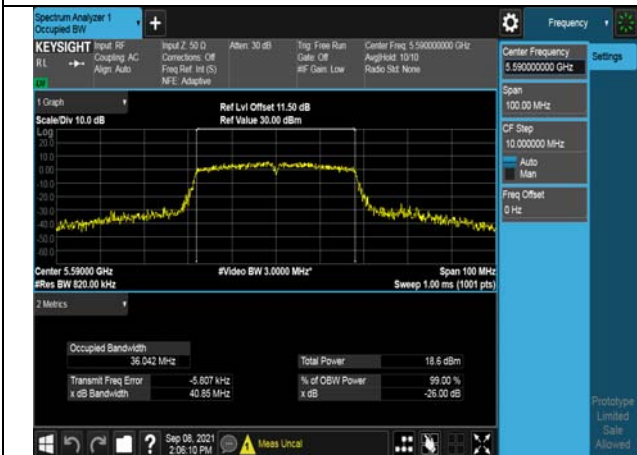 Spectrum Analyzer 1
Occupied BW
+
Frequency
KEYSIGHT
Input: RF
Input Z: 50 Ω
Atten: 30 dB
Trig: Free Run
Center Freq: 5.590000000 GHz
RL
Coupling: AC
Corrections: Off
Gate: Off
Avg|Hold: 10/10
Align: Auto
Freq Ref: Int (S)
#IF Gain: Low
Radio Std: None
NFE: Adaptive
Center Frequency
5.590000000 GHz
Settings
Span
100.00 MHz
CF Step
10.000000 MHz
Auto
Man
Freq Offset
0 Hz
1 Graph
Scale/Div 10.0 dB
Ref Lvl Offset 11.50 dB
Ref Value 30.00 dBm
Log
20.0
10.0
0.00
-10.0
-20.0
-30.0
-40.0
-50.0
-60.0
Center 5.59000 GHz
#Video BW 3.0000 MHz*
Span 100 MHz
#Res BW 820.00 kHz
Sweep 1.00 ms (1001 pts)
2 Metrics
Occupied Bandwidth
36.042 MHz
Total Power
18.6 dBm
Transmit Freq Error
-5.807 kHz
% of OBW Power
99.00 %
x dB Bandwidth
40.85 MHz
x dB
-26.00 dB
Prototype
Limited
Sale
Allowed
?
Sep 08, 2021
2:06:10 PM
Meas Uncal